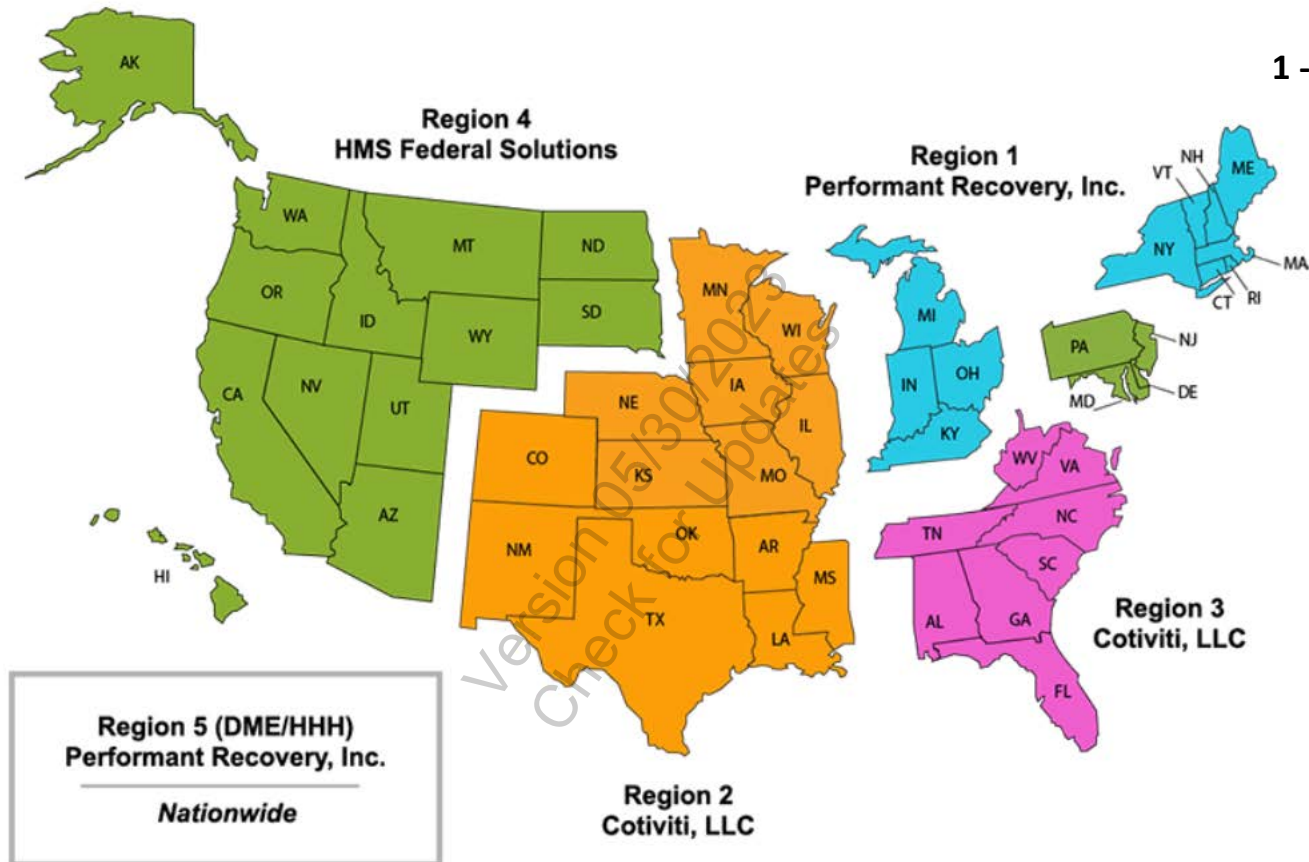 1 -
AK
Region 4
HMS Federal Solutions
Region 1
Performant Recovery, Inc.
NH
VT
ME
WA
MT
ND
NY
MA
OR
MN
CT
RI
ID
SD
WI
MI
WY
PA
NJ
CA
NV
UT
IA
IN
OH
DE
NE
MD
IL
KY
CO
KS
MO
WV
VA
AZ
NC
NM
OK
AR
TN
SC
HI
MS
TX
AL
GA
LA
Region 3
Cotiviti, LLC
FL
Version 05/30/2023
Check for Updates
Region 5 (DME/HHH)
Performant Recovery, Inc.
Nationwide
Region 2
Cotiviti, LLC